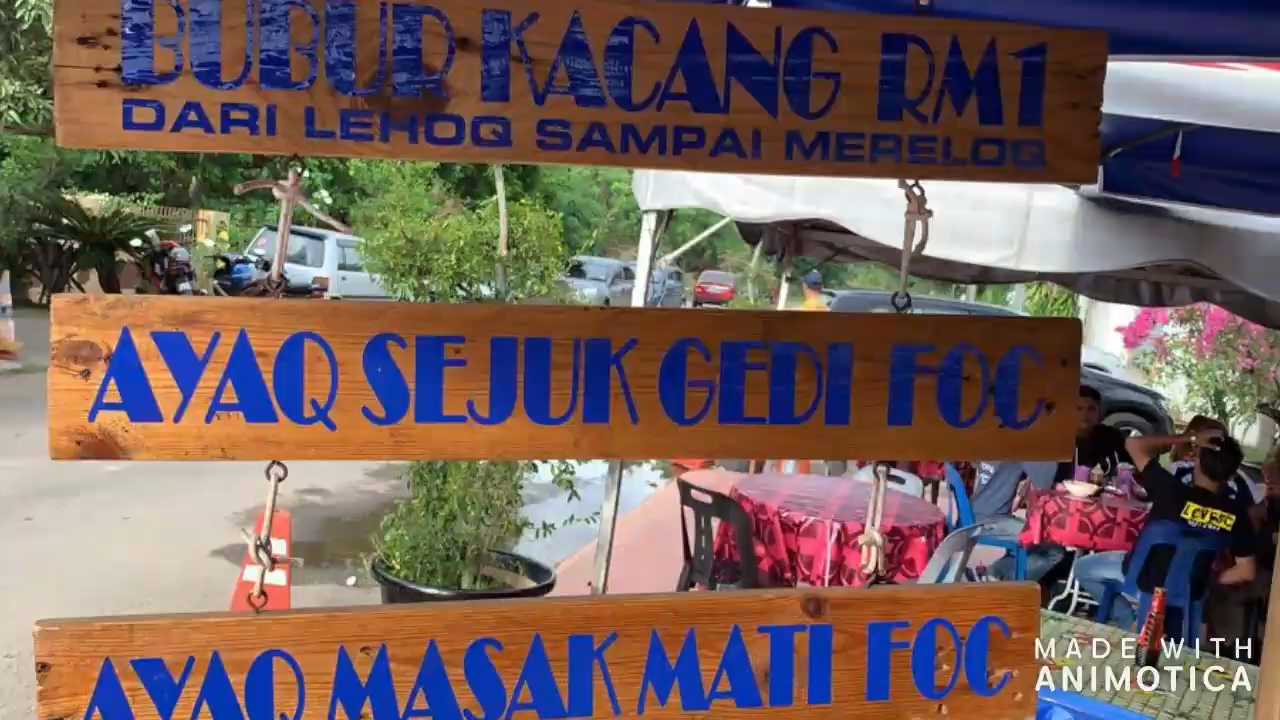 BUBUR KACANG RM1
DARI LEHOQ SAMPAI MERELOQ
AYAQ SEJUK GEDI FOC
AYAQ MASAK MATI FOC
MADE WITH
ANIMOTICA